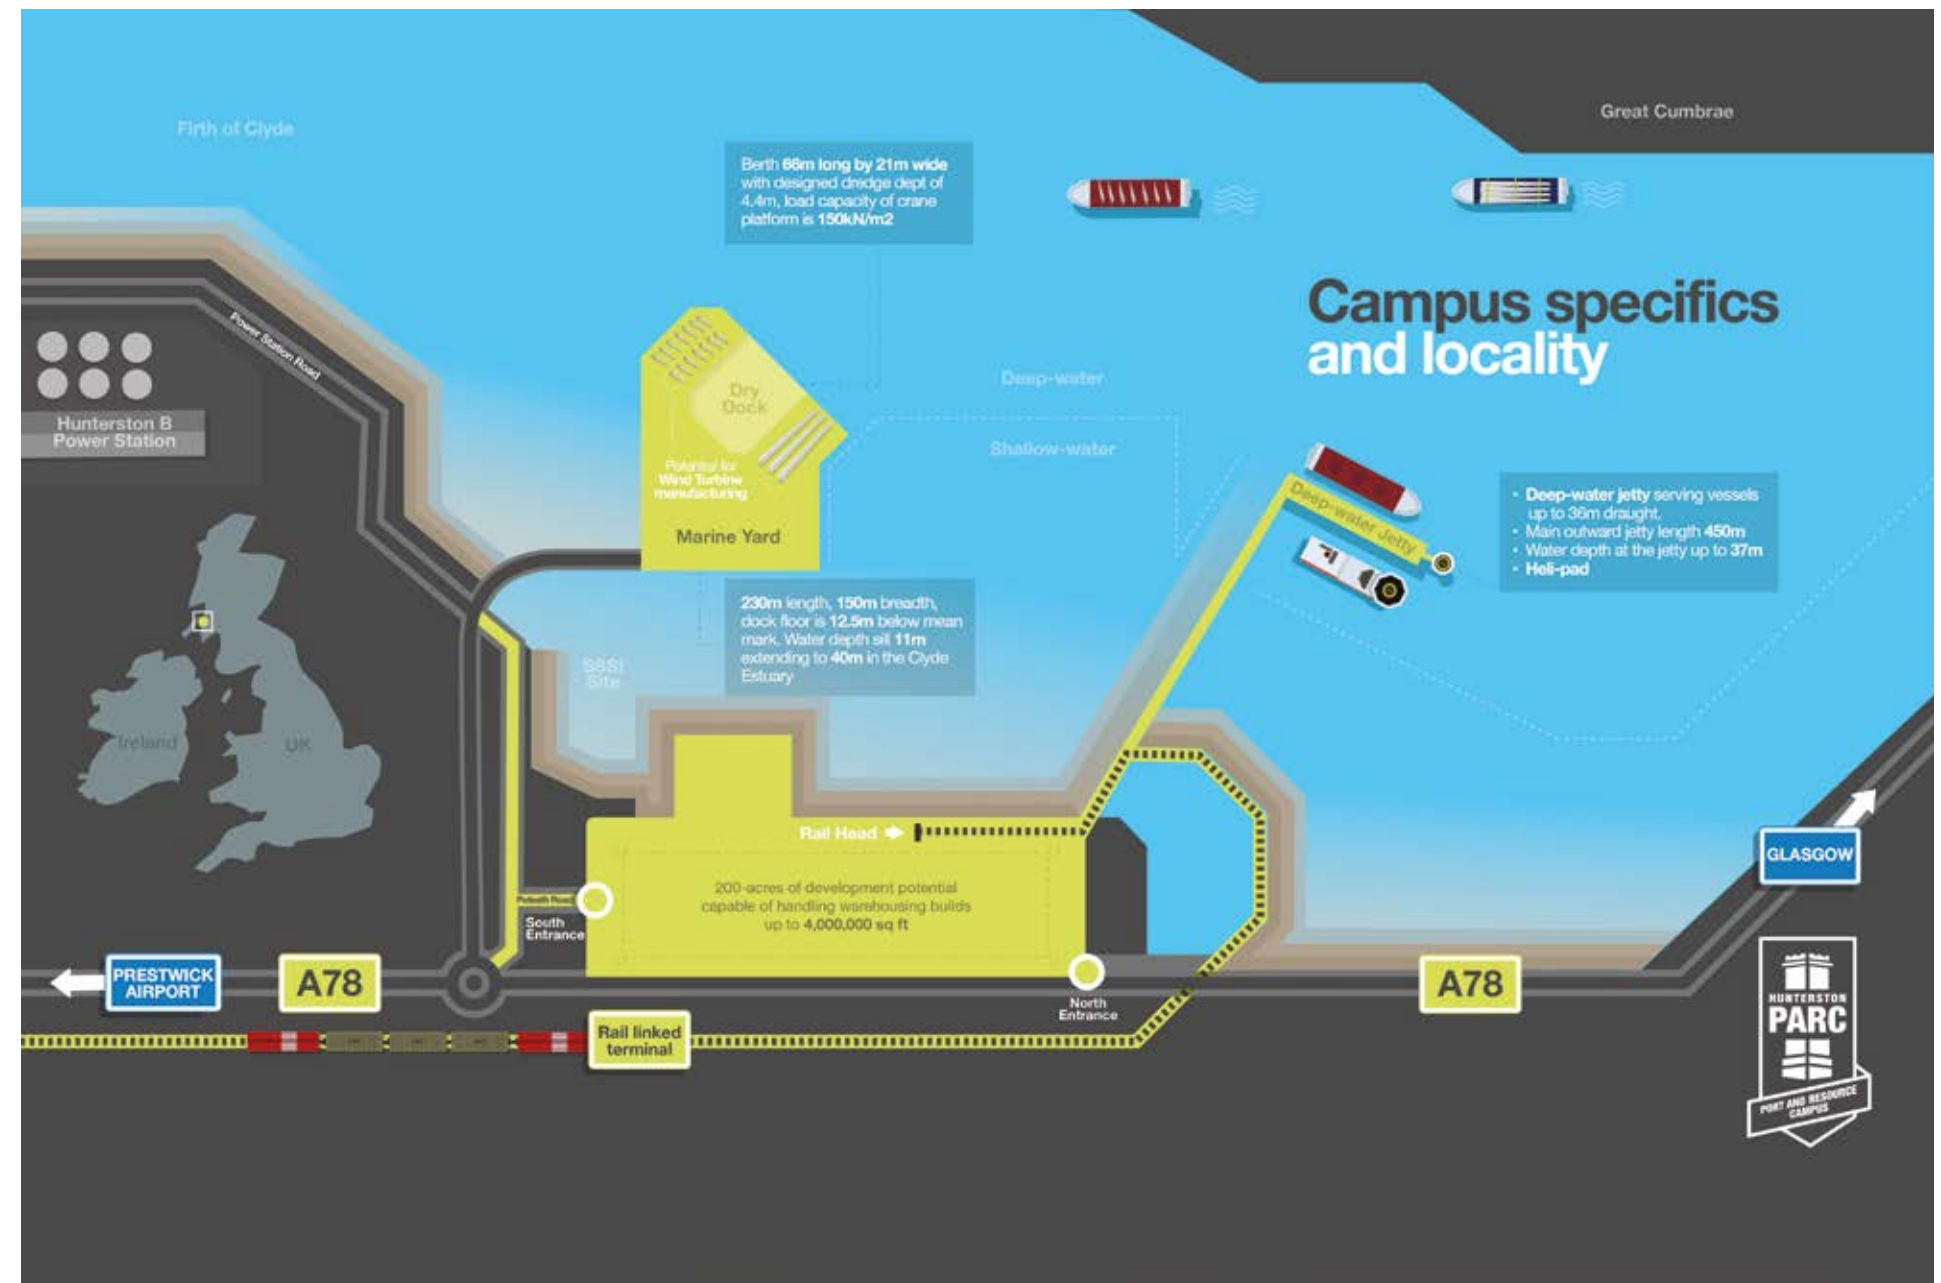 Great Cumbrae
Firth of Clyde
Berth 66m long by 21m wide
with designed dredge dept of
4.4m, load capacity of crane
platform is 150kN/m2
Campus specifics
and locality
Power Station Road
Hunterston B
Power Station
Dry
Dock
Potential for
Wind Turbine
manufacturing
Marine Yard
Deep-water
Shallow-water
Deep-water Jetty
• Deep-water jetty serving vessels
up to 36m draught.
• Main outward jetty length 450m
• Water depth at the jetty up to 37m
• Heli-pad
230m length, 150m breadth,
dock floor is 12.5m below mean
mark. Water depth sill 11m
extending to 40m in the Clyde
Estuary
SSSI
Site
Ireland
UK
Rail Head
200-acres of development potential
capable of handling warehousing builds
up to 4,000,000 sq ft
Road
South
Entrance
GLASGOW
PRESTWICK
AIRPORT
A78
A78
North
Entrance
Rail linked
terminal
HUNTERSTON
PARC
PORT AND RESOURCE
CAMPUS